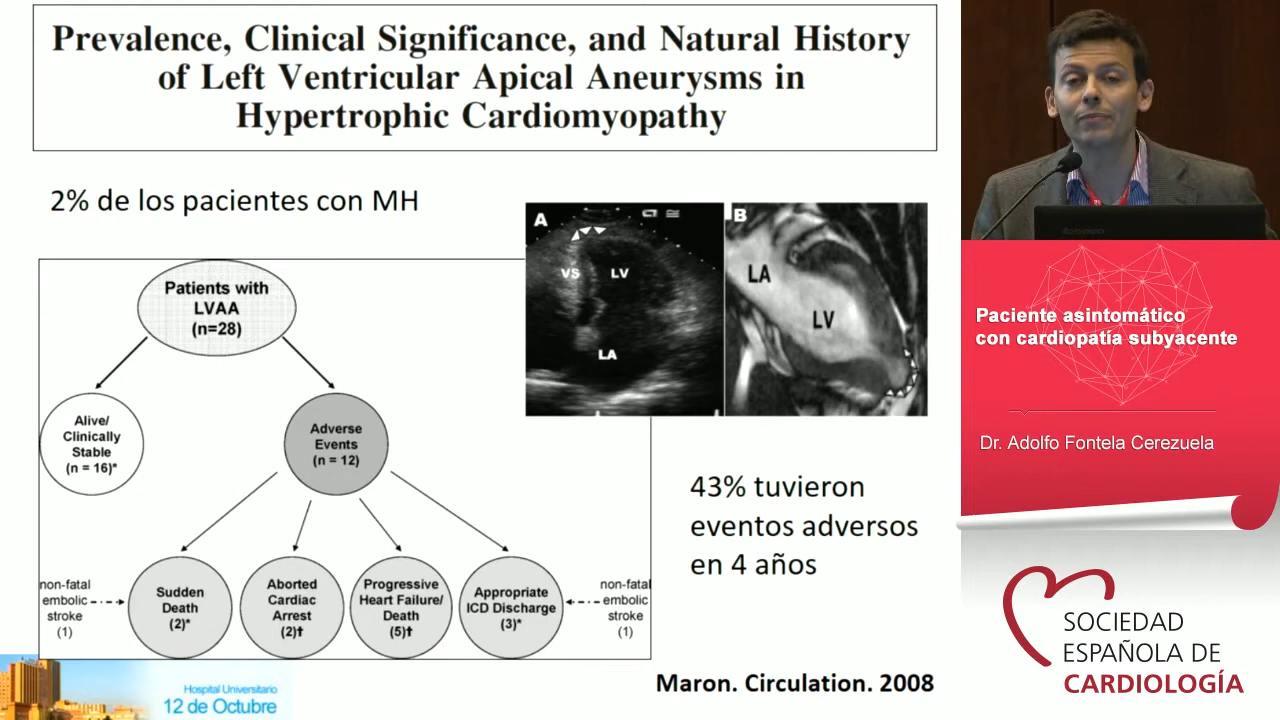 Prevalence, Clinical Significance, and Natural History
of Left Ventricular Apical Aneurysms in
Hypertrophic Cardiomyopathy
2% de los pacientes con MH
A
VS
LV
LA
B
LA
LV
Patients with
LVAA
(n=28)
Alive/
Clinically
Stable
(n = 16)*
Adverse
Events
(n = 12)
non-fatal
embolic
stroke
(1)
Sudden
Death
(2)*
Aborted
Cardiac
Arrest
(2)†
Progressive
Heart Failure/
Death
(5)†
Appropriate
ICD Discharge
(3)*
non-fatal
embolic
stroke
(1)
43% tuvieron
eventos adversos
en 4 años
Maron. Circulation. 2008
Hospital Universitario
12 de Octubre
Paciente asintomático
con cardiopatía subyacente
Dr. Adolfo Fontela Cerezuela
SOCIEDAD
ESPAÑOLA DE
CARDIOLOGÍA